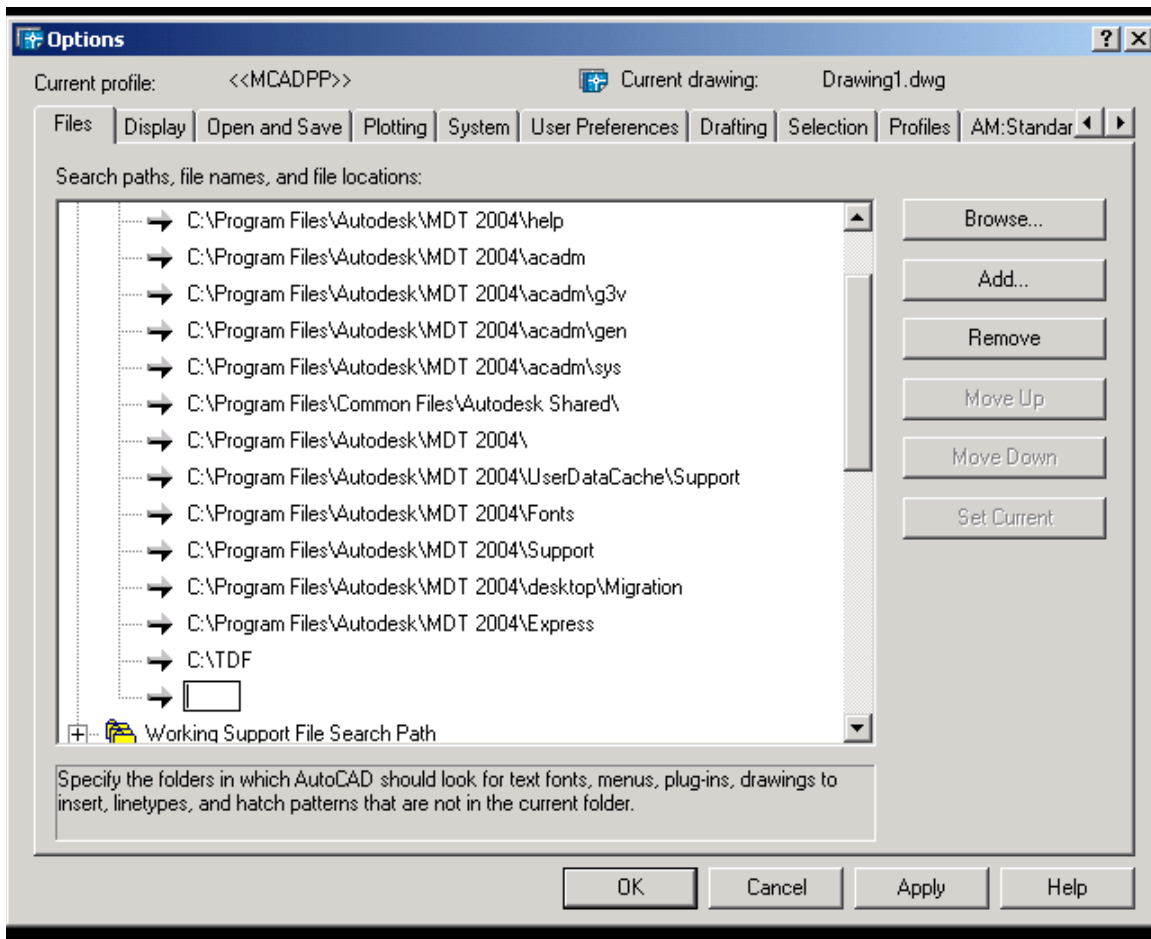 Options
Current profile: <<MCADPP>> Current drawing: Drawing1.dwg
Files Display Open and Save Plotting System User Preferences Drafting Selection Profiles AM:Standar
Search paths, file names, and file locations:
C:\Program Files\Autodesk\MDT 2004\help
C:\Program Files\Autodesk\MDT 2004\acadm
C:\Program Files\Autodesk\MDT 2004\acadm\g3v
C:\Program Files\Autodesk\MDT 2004\acadm\gen
C:\Program Files\Autodesk\MDT 2004\acadm\sys
C:\Program Files\Common Files\Autodesk Shared\
C:\Program Files\Autodesk\MDT 2004\
C:\Program Files\Autodesk\MDT 2004\UserDataCache\Support
C:\Program Files\Autodesk\MDT 2004\Fonts
C:\Program Files\Autodesk\MDT 2004\Support
C:\Program Files\Autodesk\MDT 2004\desktop\Migration
C:\Program Files\Autodesk\MDT 2004\Express
C:\TDF
Working Support File Search Path
Browse...
Add...
Remove
Move Up
Move Down
Set Current
Specify the folders in which AutoCAD should look for text fonts, menus, plug-ins, drawings to
insert, linetypes, and hatch patterns that are not in the current folder.
OK Cancel Apply Help